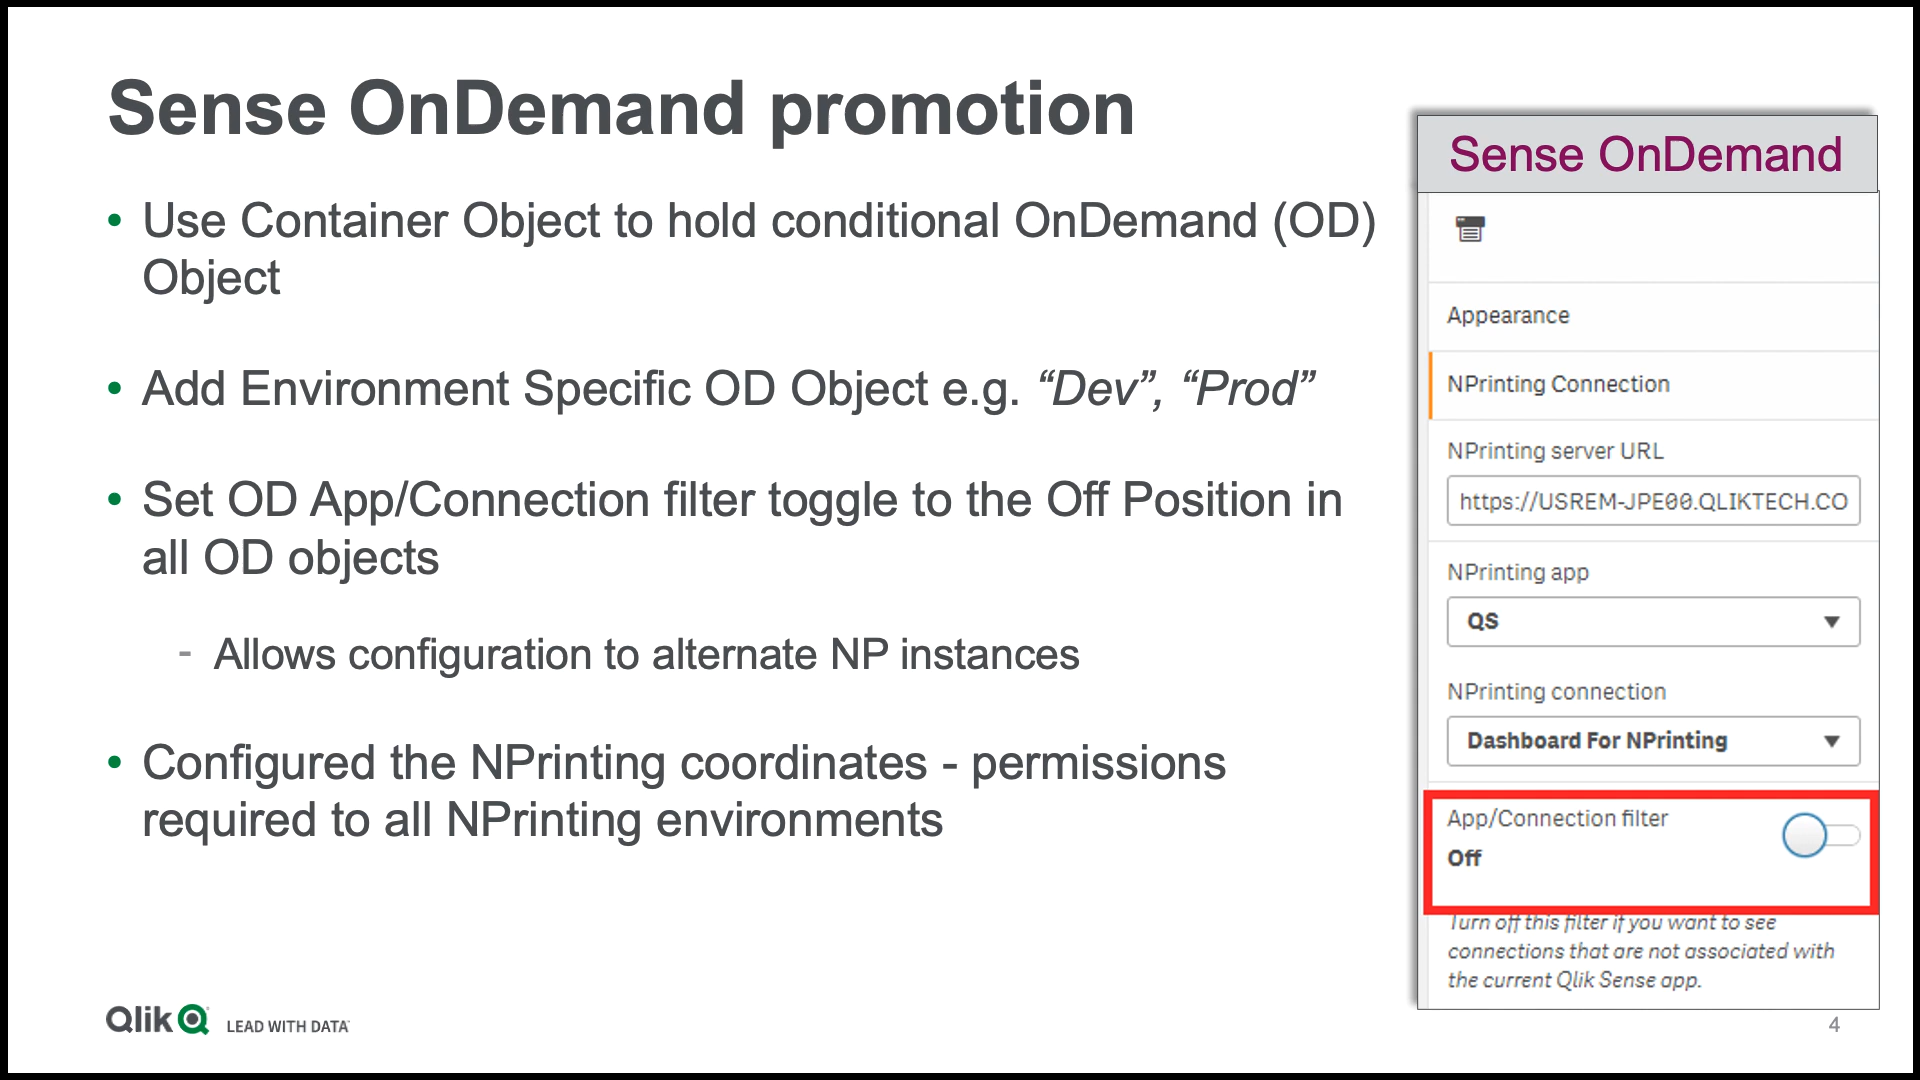 Sense OnDemand promotion
• Use Container Object to hold conditional OnDemand (OD)
Object
• Add Environment Specific OD Object e.g. “Dev”, “Prod”
• Set OD App/Connection filter toggle to the Off Position in
all OD objects
- Allows configuration to alternate NP instances
• Configured the NPrinting coordinates - permissions
required to all NPrinting environments
Sense OnDemand
Appearance
NPrinting Connection
NPrinting server URL
https://USREM-JPE00.QLIKTECH.CO
NPrinting app
QS
NPrinting connection
Dashboard For NPrinting
App/Connection filter
Off
Turn off this filter if you want to see
connections that are not associated with
the current Qlik Sense app.
Qlik LEAD WITH DATA
4